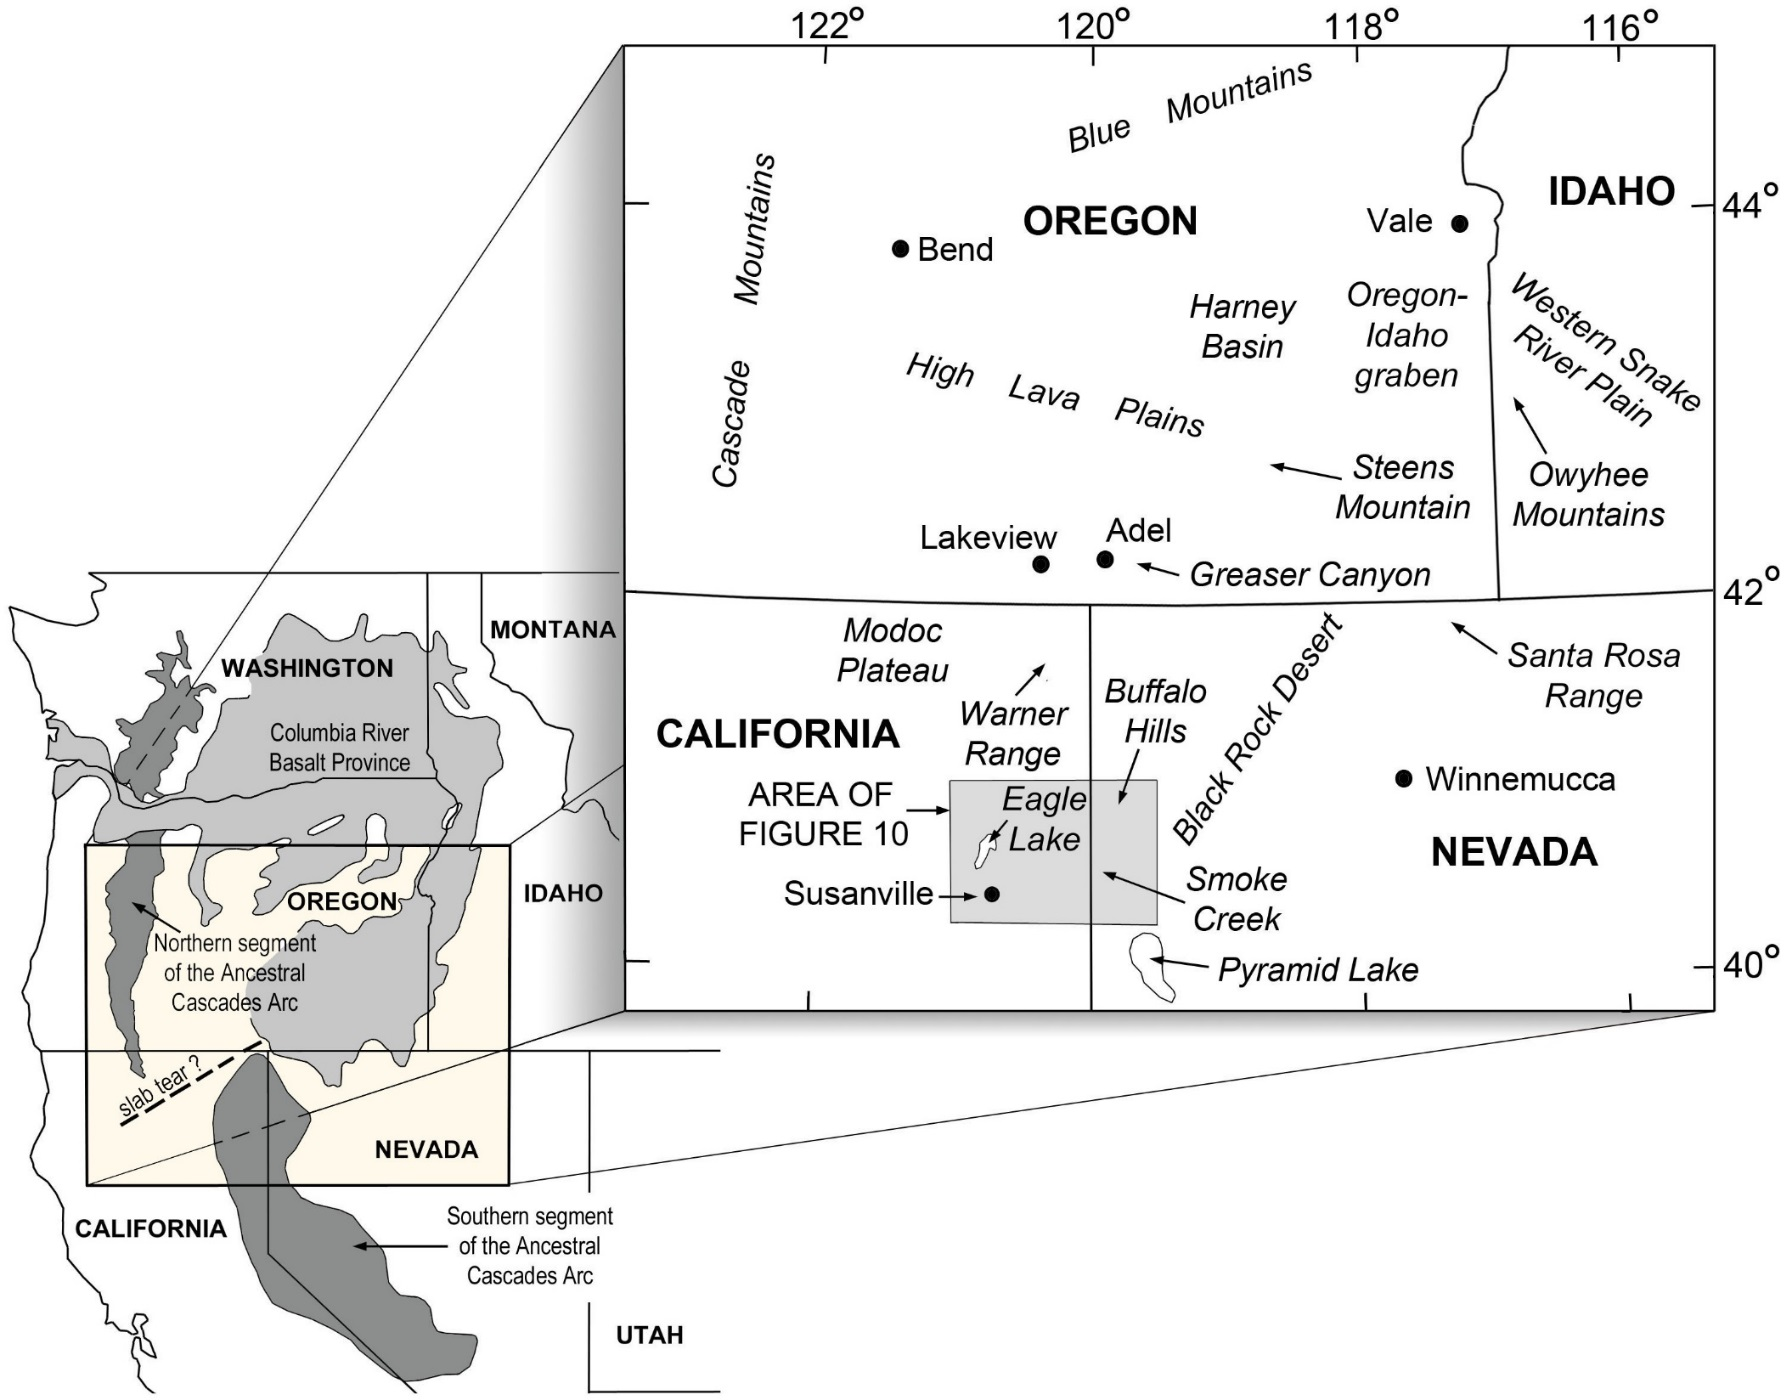 122°
120°
118°
116°
Blue Mountains
Cascade Mountains
OREGON
IDAHO
44°
Vale
Bend
Harney
Basin
Oregon-
Idaho
graben
Western Snake
River Plain
High Lava Plains
Steens
Mountain
Owyhee
Mountains
Lakeview
Adel
Greaser Canyon
42°
Modoc
Plateau
Warner
Range
Buffalo
Hills
Black Rock Desert
Santa Rosa
Range
CALIFORNIA
Winnemucca
AREA OF
FIGURE 10
Eagle
Lake
NEVADA
Susanville
Smoke
Creek
Pyramid Lake
40°
MONTANA
WASHINGTON
Columbia River
Basalt Province
OREGON
IDAHO
Northern segment
of the Ancestral
Cascades Arc
slab tear ?
NEVADA
CALIFORNIA
Southern segment
of the Ancestral
Cascades Arc
UTAH